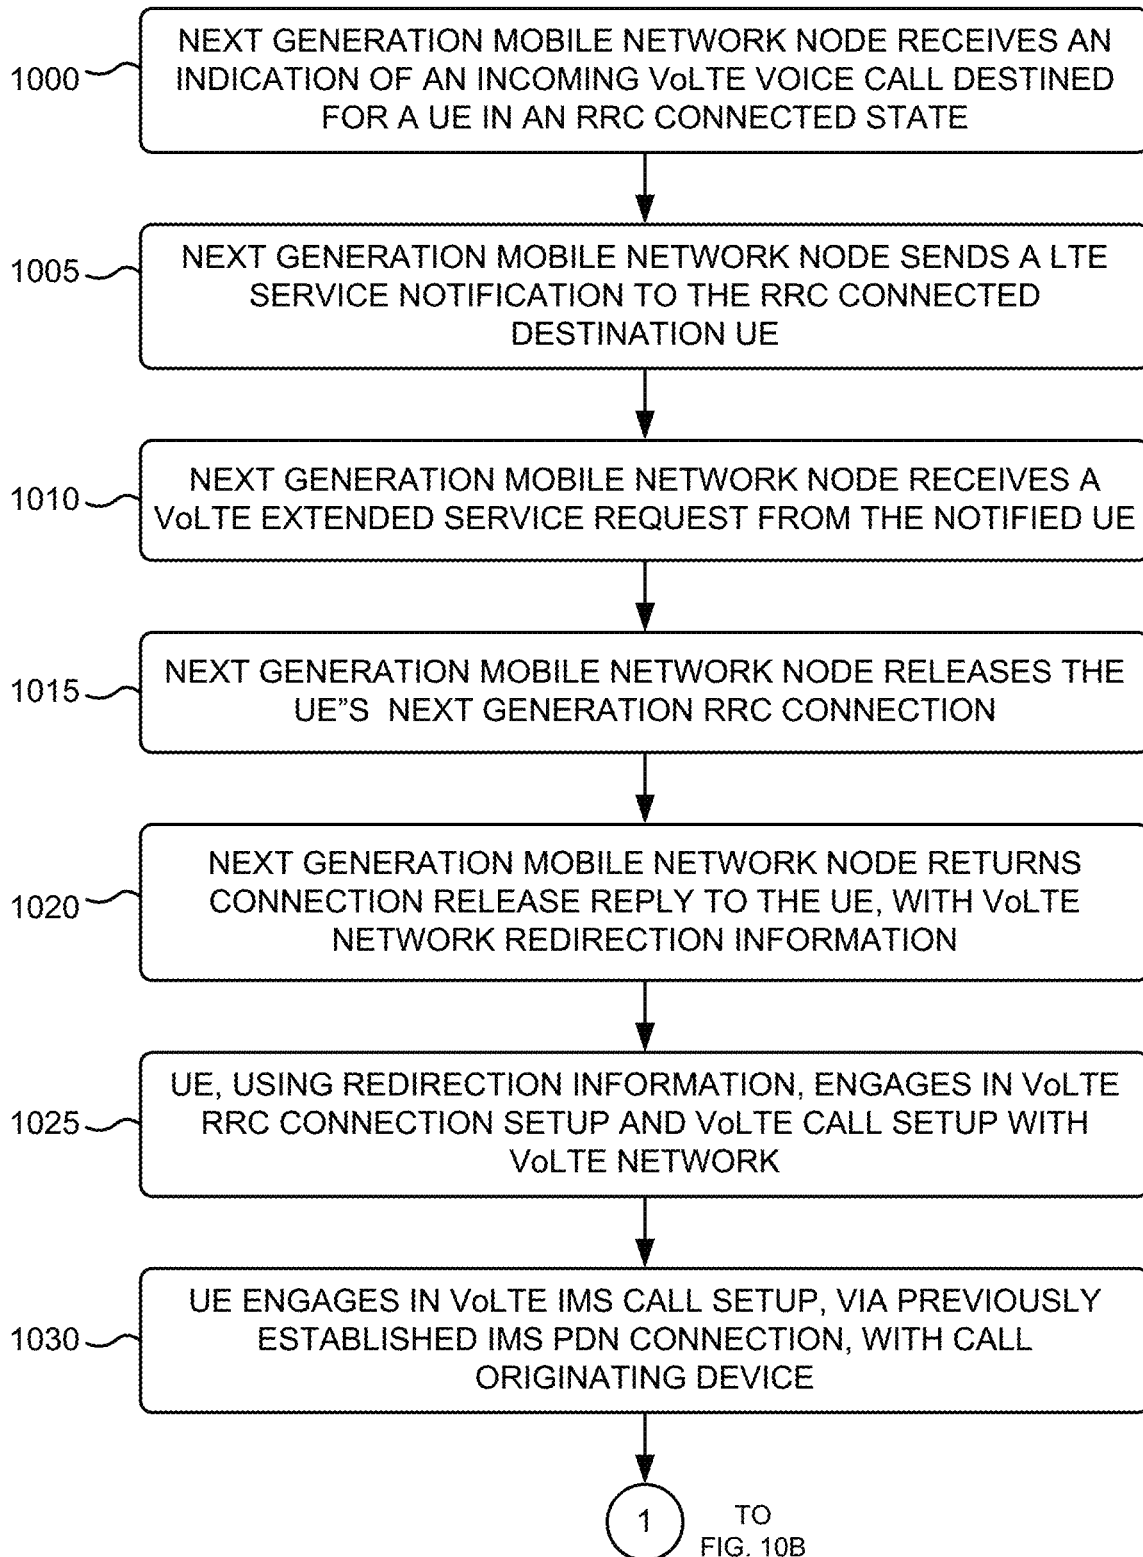 1000
NEXT GENERATION MOBILE NETWORK NODE RECEIVES AN
INDICATION OF AN INCOMING VoLTE VOICE CALL DESTINED
FOR A UE IN AN RRC CONNECTED STATE
1005
NEXT GENERATION MOBILE NETWORK NODE SENDS A LTE
SERVICE NOTIFICATION TO THE RRC CONNECTED
DESTINATION UE
1010
NEXT GENERATION MOBILE NETWORK NODE RECEIVES A
VoLTE EXTENDED SERVICE REQUEST FROM THE NOTIFIED UE
1015
NEXT GENERATION MOBILE NETWORK NODE RELEASES THE
UE"S NEXT GENERATION RRC CONNECTION
1020
NEXT GENERATION MOBILE NETWORK NODE RETURNS
CONNECTION RELEASE REPLY TO THE UE, WITH VoLTE
NETWORK REDIRECTION INFORMATION
1025
UE, USING REDIRECTION INFORMATION, ENGAGES IN VoLTE
RRC CONNECTION SETUP AND VoLTE CALL SETUP WITH
VoLTE NETWORK
1030
UE ENGAGES IN VoLTE IMS CALL SETUP, VIA PREVIOUSLY
ESTABLISHED IMS PDN CONNECTION, WITH CALL
ORIGINATING DEVICE
1
TO
FIG. 10B